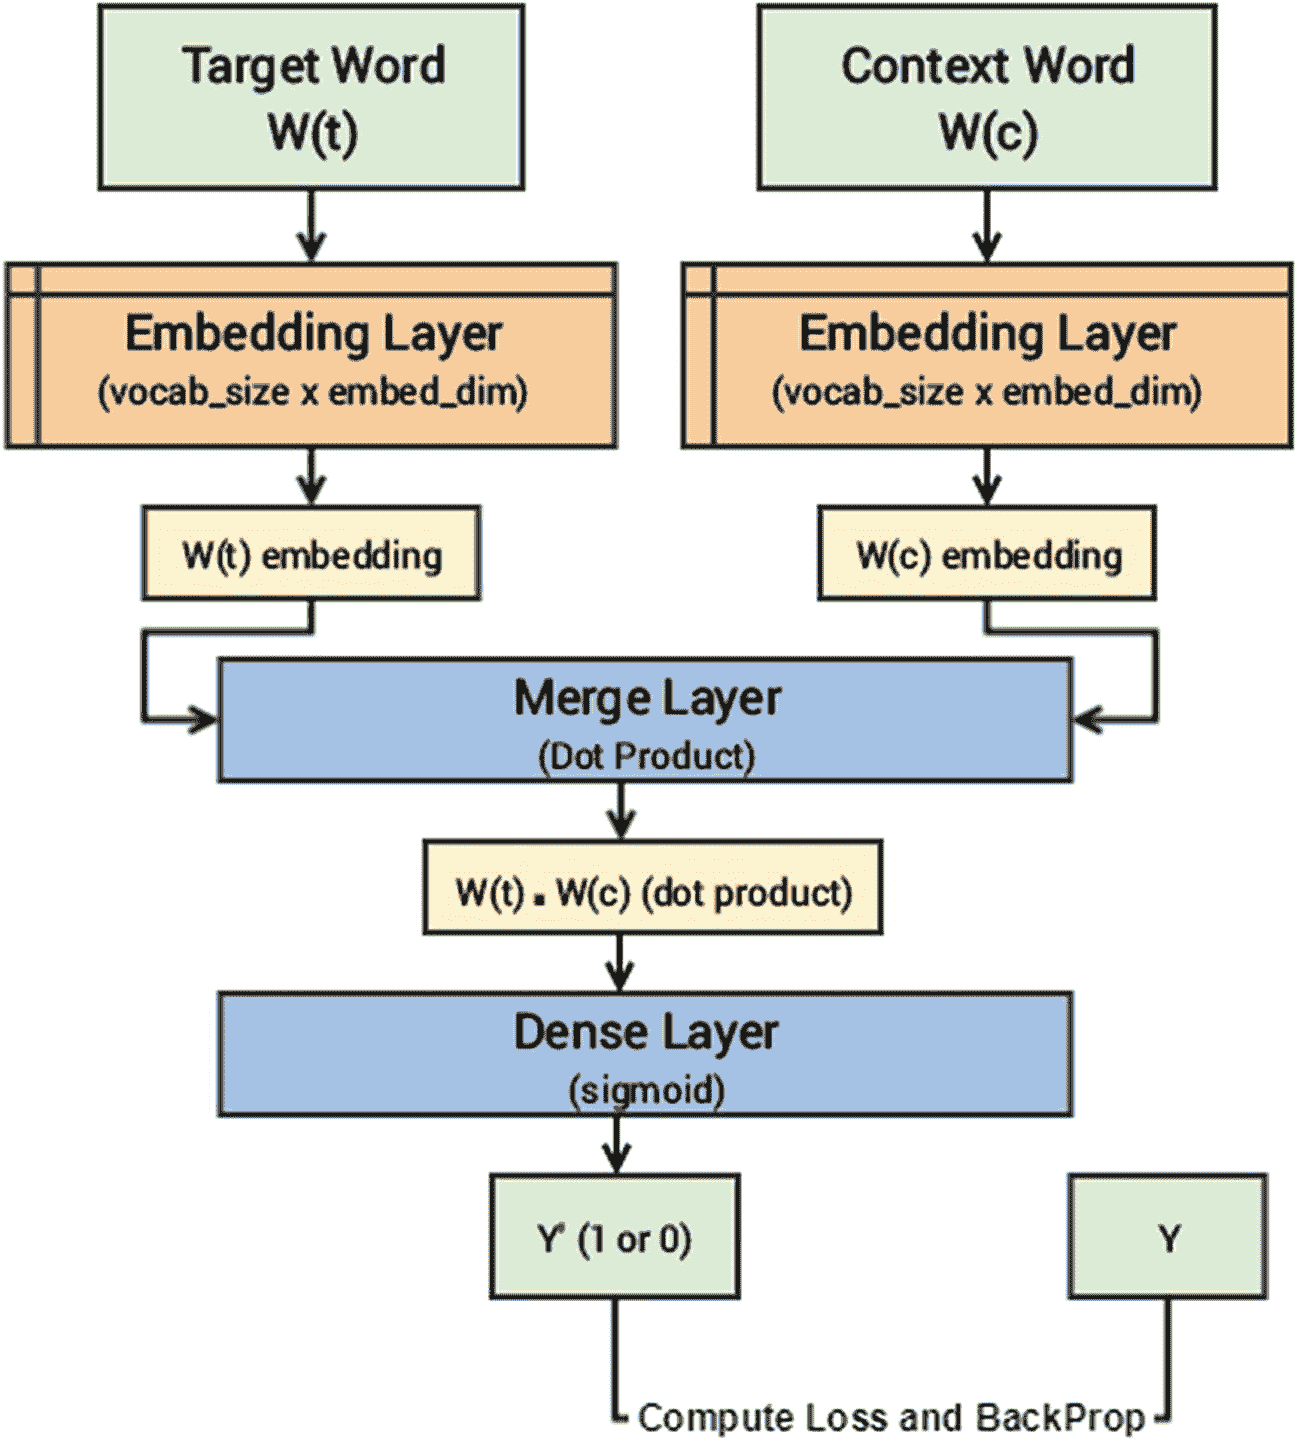 Target Word
W(t)
Context Word
W(c)
Embedding Layer
(vocab_size x embed_dim)
Embedding Layer
(vocab_size x embed_dim)
W(t) embedding
W(c) embedding
Merge Layer
(Dot Product)
W(t) . W(c) (dot product)
Dense Layer
(sigmoid)
Y' (1 or 0)
Y
Compute Loss and BackProp